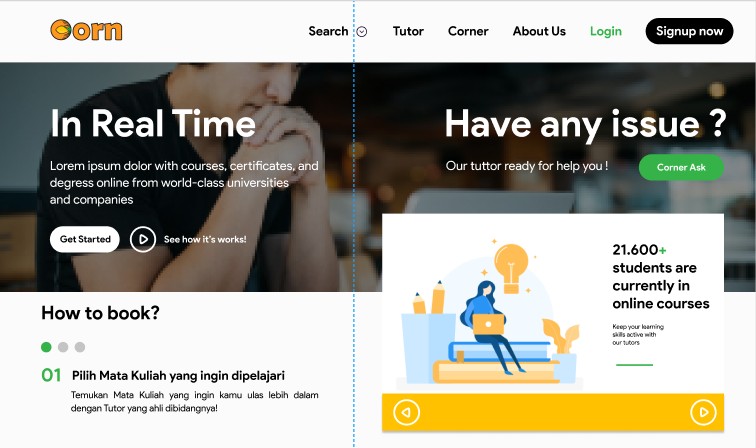 Corn
Search
Tutor
Corner
About Us
Login
Signup now
In Real Time
Lorem ipsum dolor with courses, certificates, and
degress online from world-class universities
and companies
Get Started
See how it's works!
Have any issue ?
Our tuttor ready for help you !
Corner Ask
21.600+
students are
currently in
online courses
Keep your learning
skills active with
our tutors
How to book?
01 Pilih Mata Kuliah yang ingin dipelajari
Temukan Mata Kuliah yang ingin kamu ulas lebih dalam
dengan Tutor yang ahli dibidangnya!